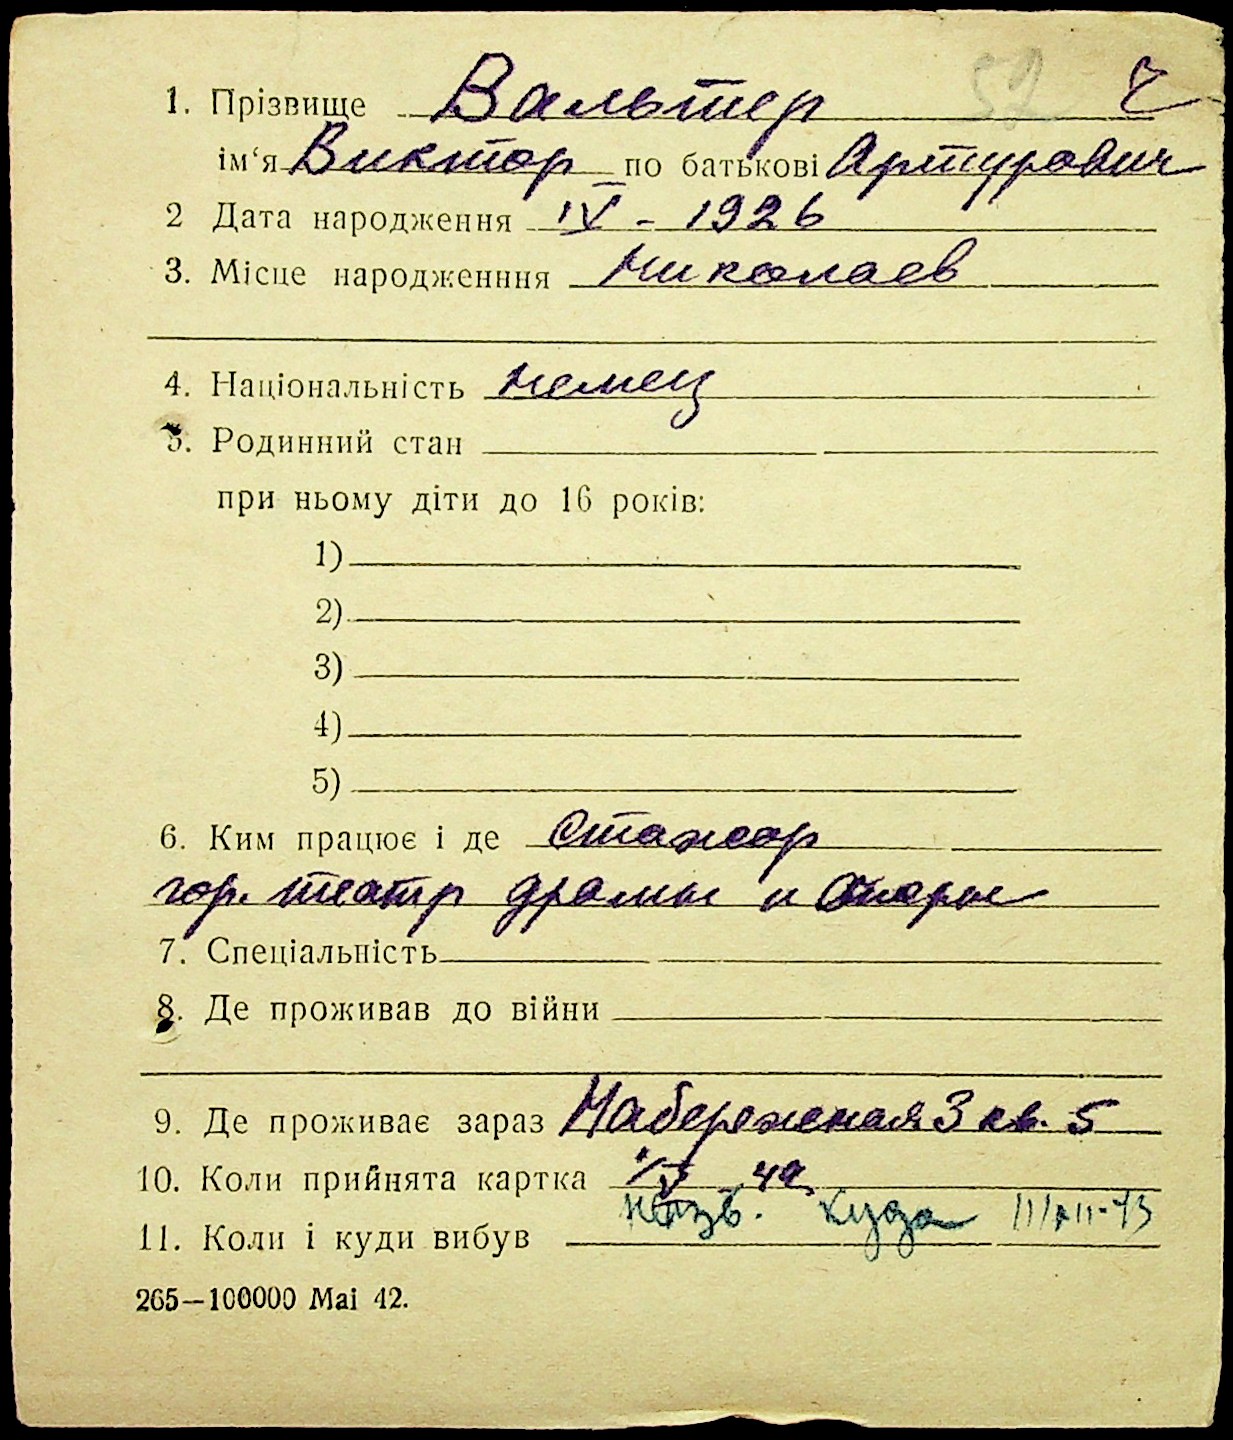 52 г
1. Прізвище Вальтер
ім‘я Виктор по батькові Артурович
2 Дата народження IV - 1926
3. Місце народженння Николаев
4. Національність немец
5. Родинний стан
при ньому діти до 16 років:
1)
2)
3)
4)
5)
6. Ким працює і де Стажор
гор. театр драмы и оперы
7. Спеціальність
8. Де проживав до війни
9. Де проживає зараз Набережная 3 кв. 5
10. Коли прийнята картка 42
неизв. куда
11. Коли і куди вибув
265—100000 Mai 42.